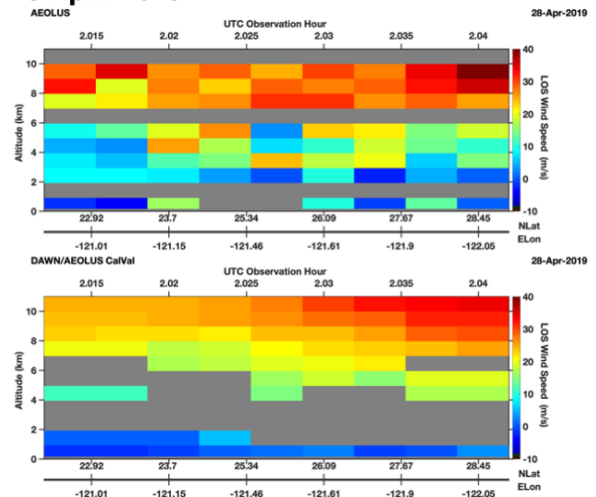 AEOLUS
28-Apr-2019
UTC Observation Hour
2.015 2.02 2.025 2.03 2.035 2.04
Altitude (km)
10
8
6
4
2
0
40
30
20
10
0
-10
LOS Wind Speed (m/s)
22.92 23.7 25.34 26.09 27.67 28.45
NLat
ELon
-121.01 -121.15 -121.46 -121.61 -121.9 -122.05
DAWN/AEOLUS CalVal
28-Apr-2019
UTC Observation Hour
2.015 2.02 2.025 2.03 2.035 2.04
Altitude (km)
10
8
6
4
2
0
40
30
20
10
0
-10
LOS Wind Speed (m/s)
22.92 23.7 25.34 26.09 27.67 28.45
NLat
ELon
-121.01 -121.15 -121.46 -121.61 -121.9 -122.05